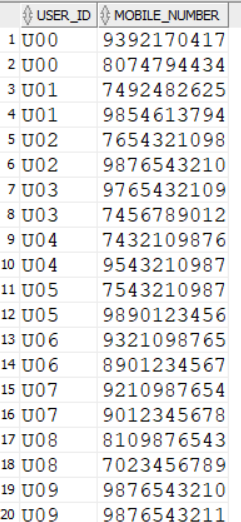 USER_ID MOBILE_NUMBER
1 U00 9392170417
2 U00 8074794434
3 U01 7492482625
4 U01 9854613794
5 U02 7654321098
6 U02 9876543210
7 U03 9765432109
8 U03 7456789012
9 U04 7432109876
10 U04 9543210987
11 U05 7543210987
12 U05 9890123456
13 U06 9321098765
14 U06 8901234567
15 U07 9210987654
16 U07 9012345678
17 U08 8109876543
18 U08 7023456789
19 U09 9876543210
20 U09 9876543211